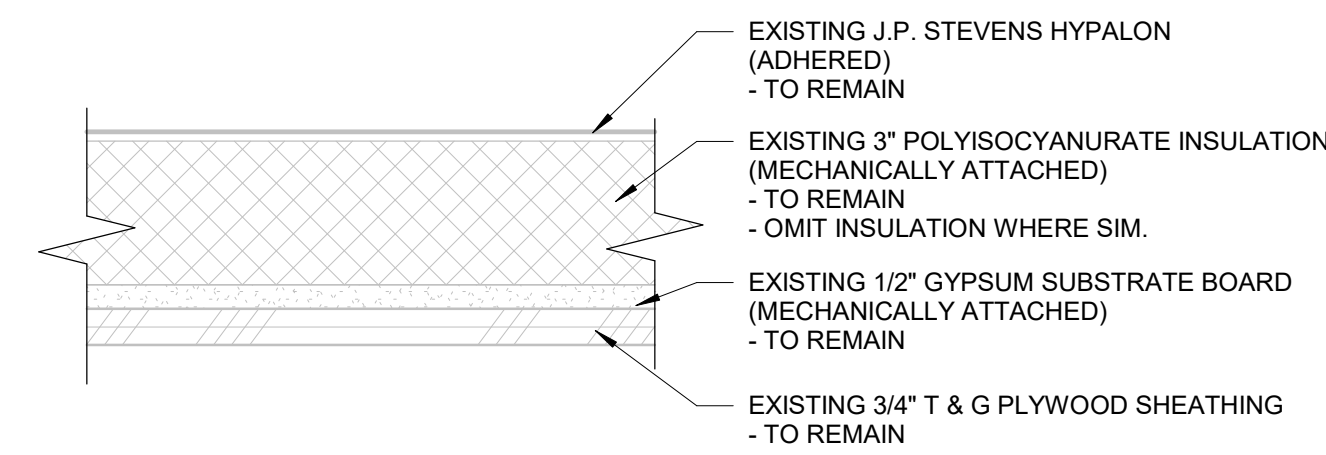 EXISTING J.P. STEVENS HYPALON
(ADHERED)
- TO REMAIN
EXISTING 3" POLYISOCYANURATE INSULATION
(MECHANICALLY ATTACHED)
- TO REMAIN
- OMIT INSULATION WHERE SIM.
EXISTING 1/2" GYPSUM SUBSTRATE BOARD
(MECHANICALLY ATTACHED)
- TO REMAIN
EXISTING 3/4" T & G PLYWOOD SHEATHING
- TO REMAIN